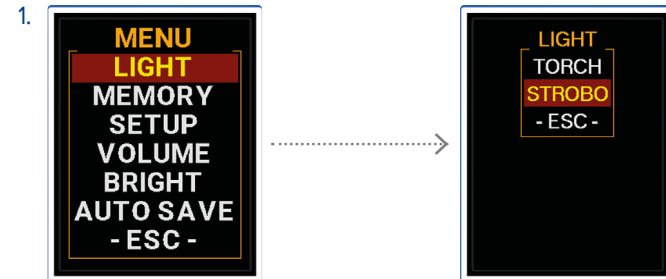 1.
MENU
LIGHT
MEMORY
SETUP
VOLUME
BRIGHT
AUTO SAVE
- ESC -
LIGHT
TORCH
STROBO
- ESC -